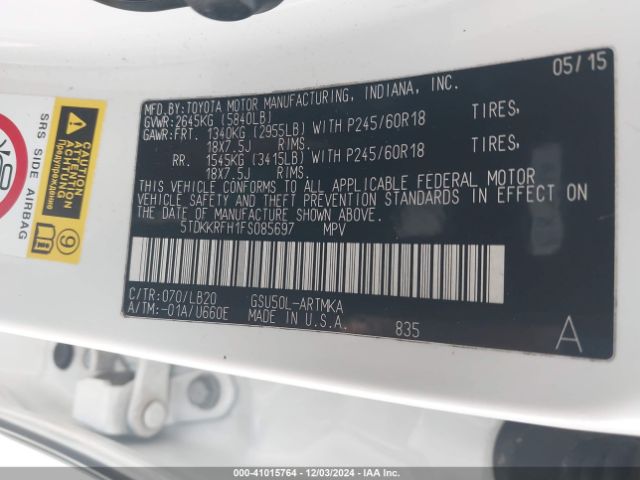 05/15
MFD.BY:TOYOTA MOTOR MANUFACTURING, INDIANA, INC.
GVWR:2645KG (5840LB)
GAWR:FRT. 1340KG (2955LB) WITH P245/60R18 TIRES,
18X7.5J RIMS.
RR. 1545KG (3415LB) WITH P245/60R18 TIRES,
18X7.5J RIMS.
THIS VEHICLE CONFORMS TO ALL APPLICABLE FEDERAL MOTOR
VEHICLE SAFETY AND THEFT PREVENTION STANDARDS IN EFFECT ON
THE DATE OF MANUFACTURE SHOWN ABOVE.
5TDKKRFH1FS085697 MPV
C/TR:070/LB20 GSU50L-ARTMKA
A/TM:-01A/U660E MADE IN U.S.A. 835
A
SRS SIDE AIRBAG
ATTENTION
ACHTUNG
ATTENTION
Предупреждение
9
000-41015764 - 12/03/2024 - IAA Inc.